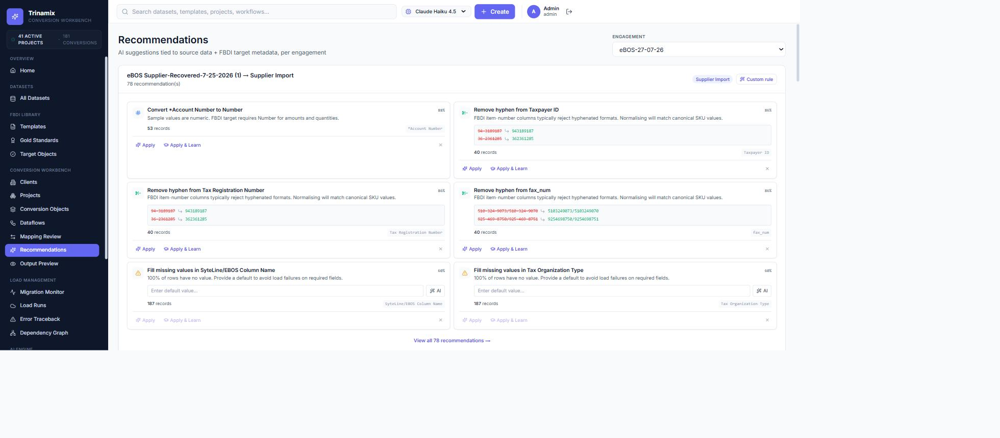 Trinamix
CONVERSION WORKBENCH
41 ACTIVE PROJECTS · 181 CONVERSIONS
OVERVIEW
Home
DATASETS
All Datasets
FBDI LIBRARY
Templates
Gold Standards
Target Objects
CONVERSION WORKBENCH
Clients
Projects
Conversion Objects
Dataflows
Mapping Review
Recommendations
Output Preview
LOAD MANAGEMENT
Migration Monitor
Load Runs
Error Traceback
Dependency Graph
AI ENGINE
Search datasets, templates, projects, workflows...
Claude Haiku 4.5
Create
A
Admin
admin
Recommendations
AI suggestions tied to source data + FBDI target metadata, per engagement
ENGAGEMENT
eBOS-27-07-26
eBOS Supplier-Recovered-7-25-2026 (1) → Supplier Import
78 recommendation(s)
Supplier Import
Custom rule
Convert *Account Number to Number
88%
Sample values are numeric. FBDI target requires Number for amounts and quantities.
53 records
*Account Number
Apply
Apply & Learn
Remove hyphen from Taxpayer ID
86%
FBDI item-number columns typically reject hyphenated formats. Normalising will match canonical SKU values.
94-3189187 943189187
36-2361285 362361285
40 records
Taxpayer ID
Apply
Apply & Learn
Remove hyphen from Tax Registration Number
86%
FBDI item-number columns typically reject hyphenated formats. Normalising will match canonical SKU values.
94-3189187 943189187
36-2361285 362361285
40 records
Tax Registration Number
Apply
Apply & Learn
Remove hyphen from fax_num
86%
FBDI item-number columns typically reject hyphenated formats. Normalising will match canonical SKU values.
510-324-9073/510-324-9070 5103249073/5103249070
925-469-8750/925-469-8751 9254698750/9254698751
40 records
fax_num
Apply
Apply & Learn
Fill missing values in SyteLine/EBOS Column Name
60%
100% of rows have no value. Provide a default to avoid load failures on required fields.
Enter default value...
AI
187 records
SyteLine/EBOS Column Name
Apply
Apply & Learn
Fill missing values in Tax Organization Type
60%
100% of rows have no value. Provide a default to avoid load failures on required fields.
Enter default value...
AI
187 records
Tax Organization Type
Apply
Apply & Learn
View all 78 recommendations →